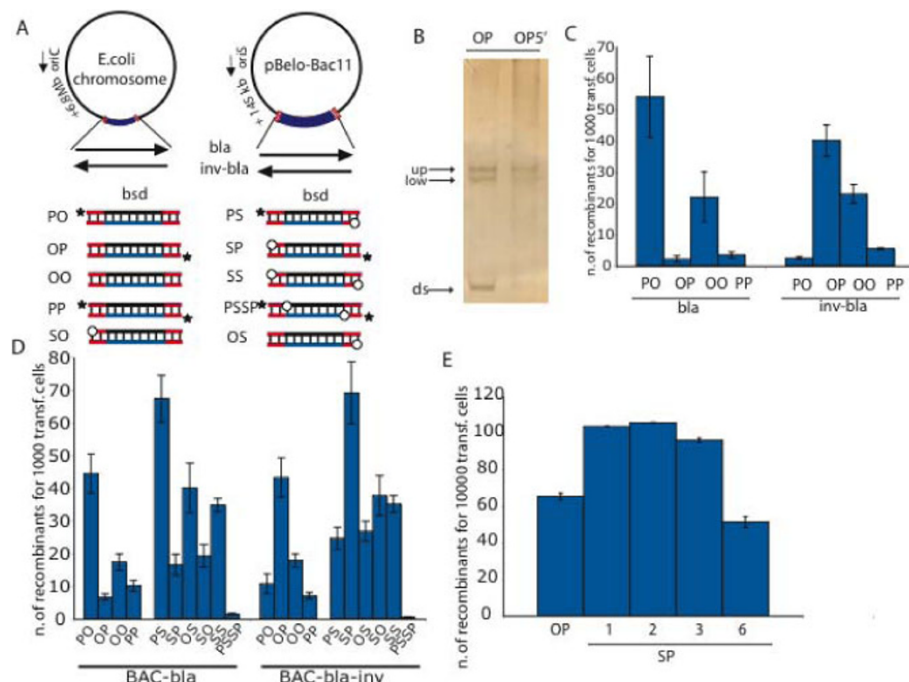 A
E.coli
chromosome
oriC
+6.8Mb
pBelo-Bac11
oriS
+145 kb
bla
inv-bla
bsd
bsd
PO
PS
OP
SP
OO
SS
PP
PSSP
SO
OS
B
OP OP5'
up
low
ds
C
n. of recombinants for 1000 transf. cells
70
60
50
40
30
20
10
0
PO OP OO PP
PO OP OO PP
bla
inv-bla
D
n. of recombinants for 1000 transf. cells
80
70
60
50
40
30
20
10
0
PO OP OO PP PS SP OS SO SS PSSP
PO OP OO PP PS SP OS SO SS PSSP
BAC-bla
BAC-bla-inv
E
n. of recombinants for 10000 transf. cells
120
100
80
60
40
20
0
OP 1 2 3 6
SP